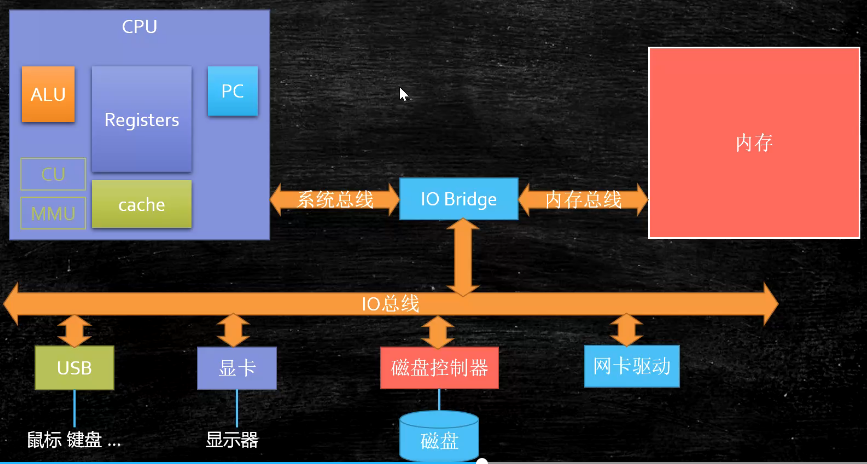 CPU
ALU
Registers
PC
CU
MMU
cache
系统总线
IO Bridge
内存总线
内存
IO总线
USB
显卡
磁盘控制器
网卡驱动
鼠标 键盘 ...
显示器
磁盘